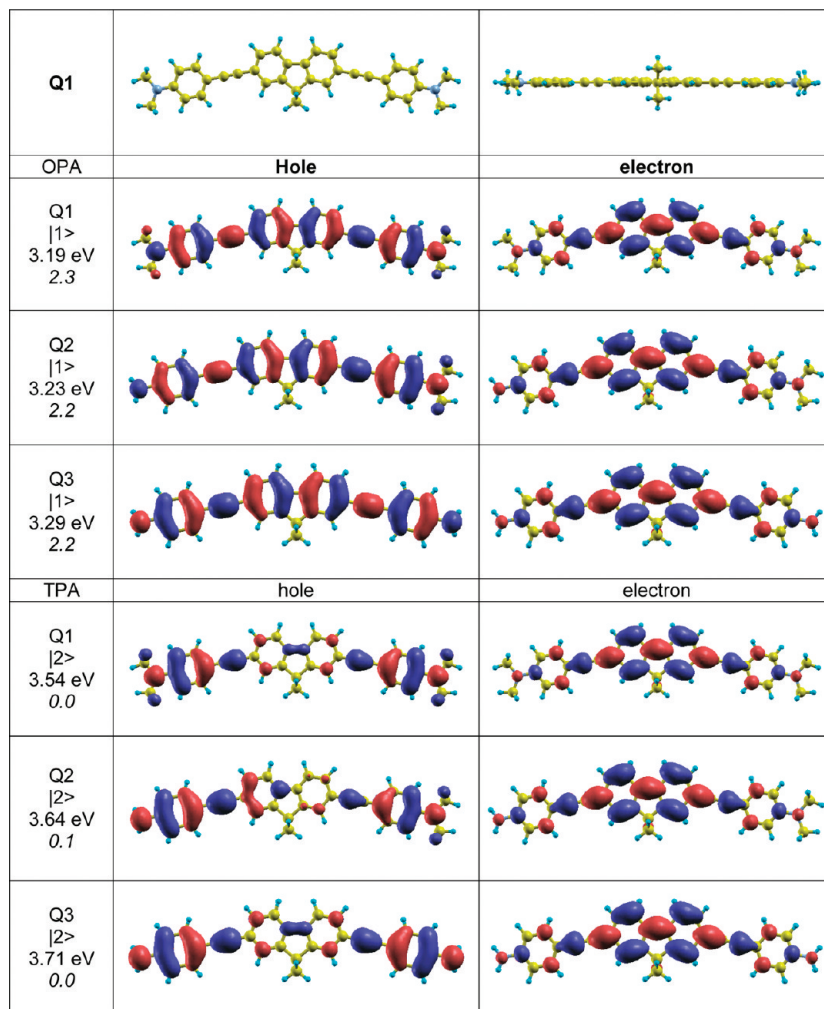 Q1
OPA Hole electron
Q1
|1>
3.19 eV
2.3
Q2
|1>
3.23 eV
2.2
Q3
|1>
3.29 eV
2.2
TPA hole electron
Q1
|2>
3.54 eV
0.0
Q2
|2>
3.64 eV
0.1
Q3
|2>
3.71 eV
0.0